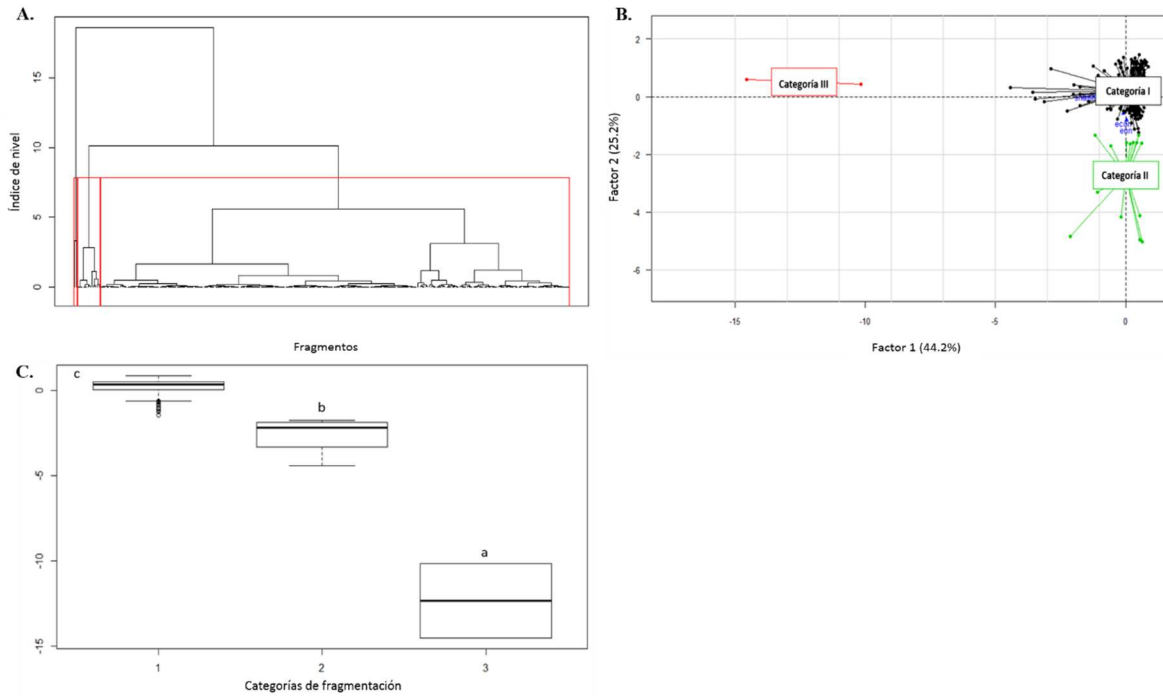 A.
Índice de nivel
15
10
5
0
Fragmentos
B.
Factor 2 (25.2%)
2
0
-2
-4
-6
Categoría III
Categoría I
Categoría II
-15
-10
-5
0
Factor 1 (44.2%)
C.
0
-5
-10
-15
c
b
a
1
2
3
Categorías de fragmentación